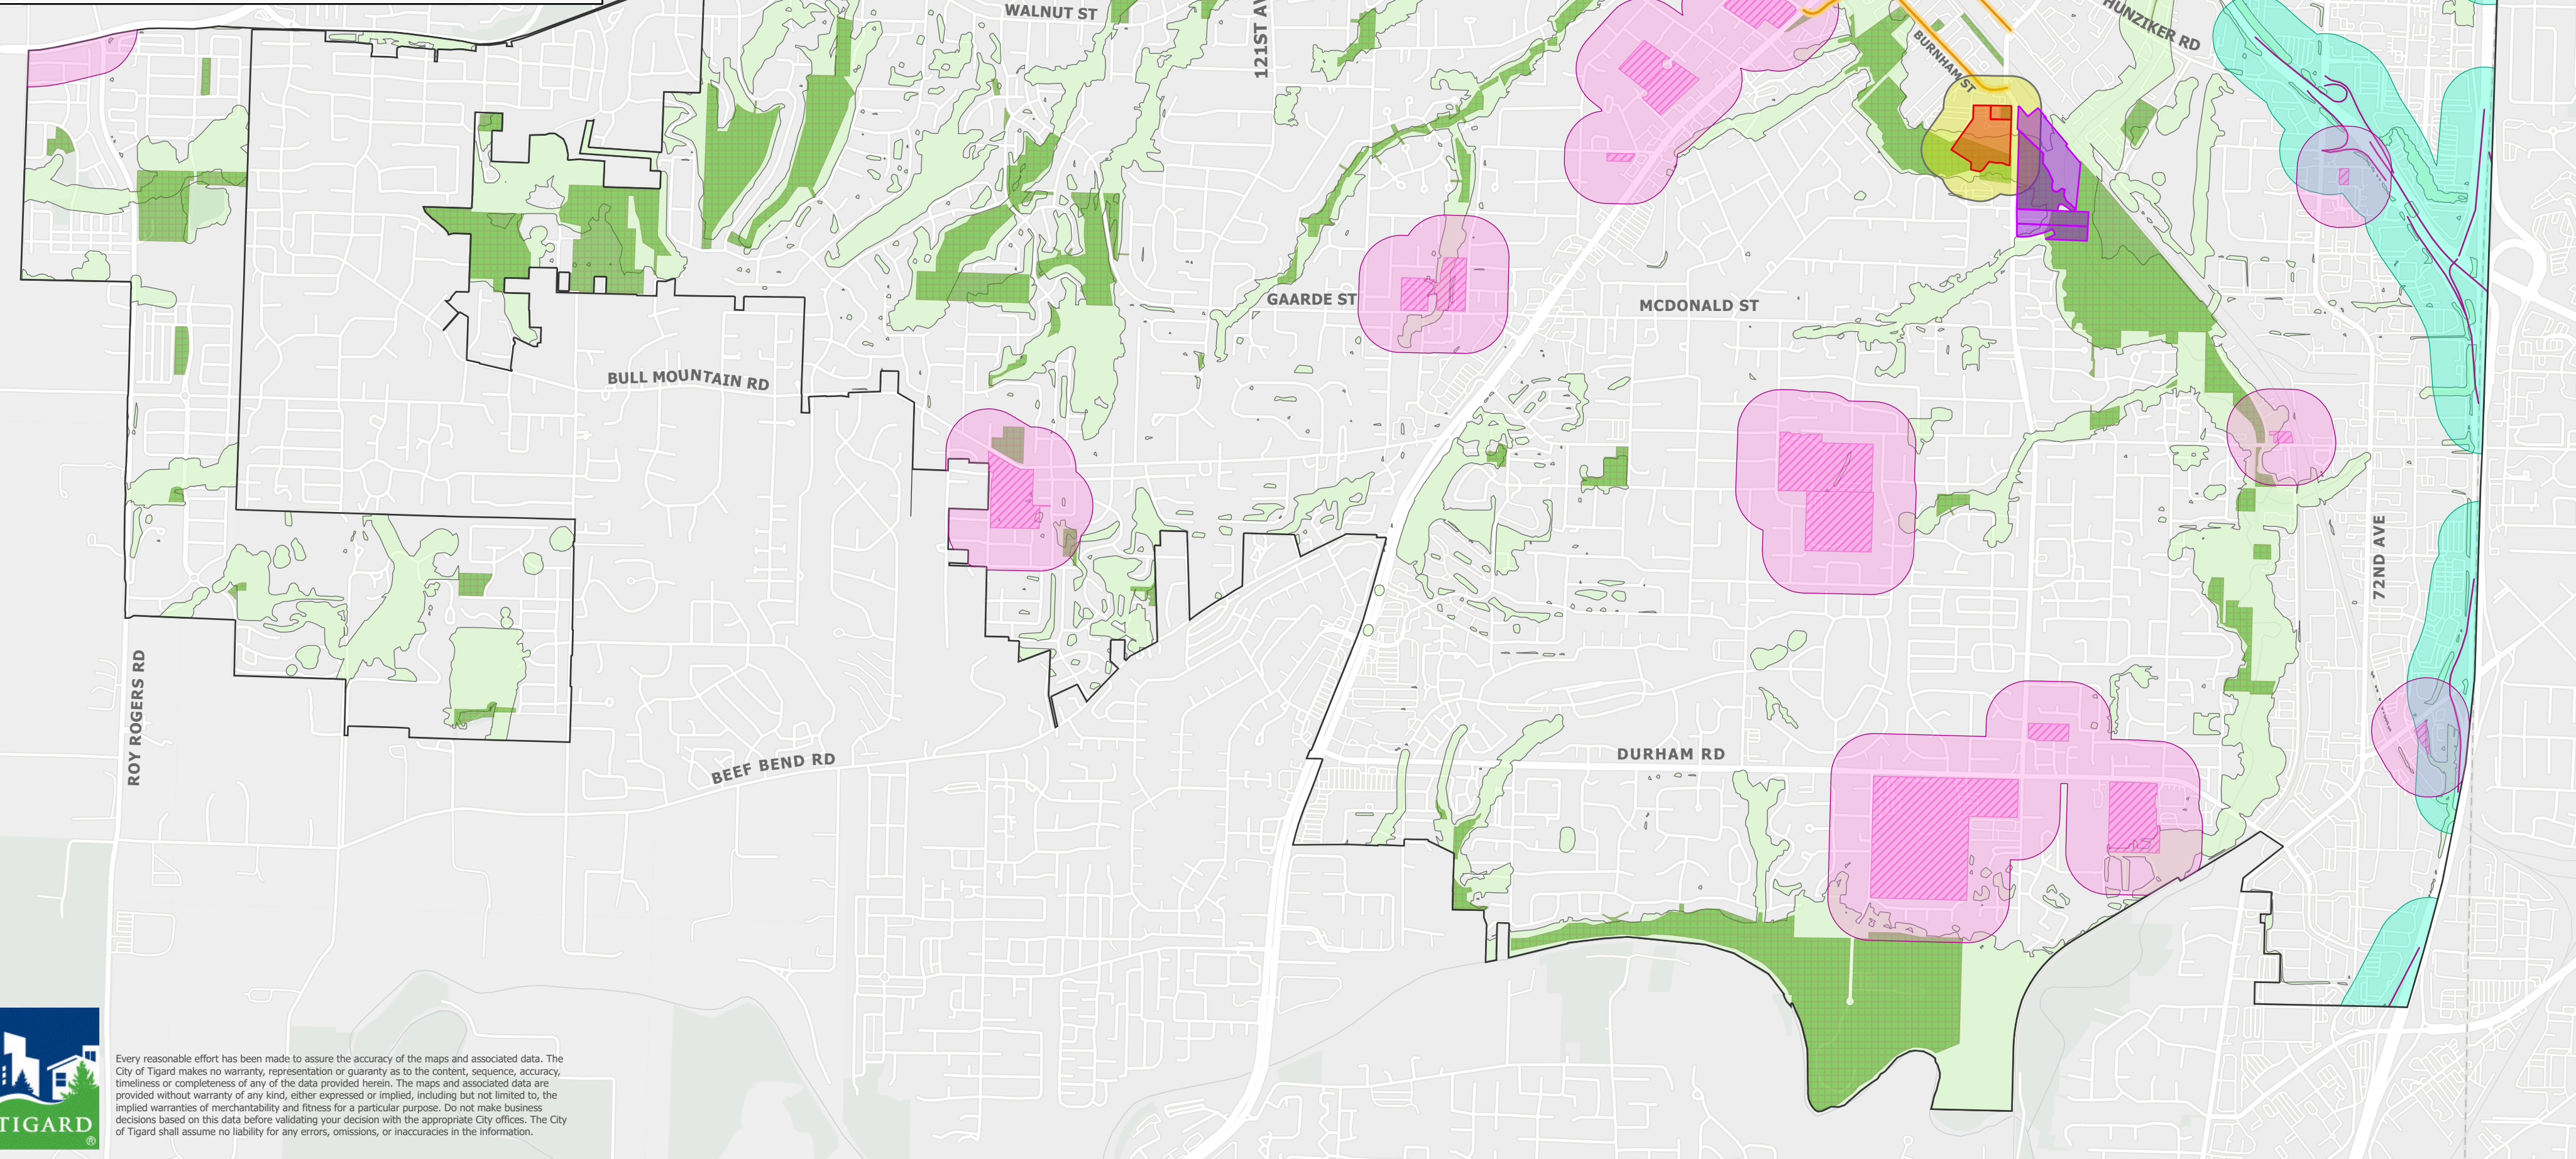 WALNUT ST
121ST AV
HUNZIKER RD
BURNHAM ST
GAARDE ST
MCDONALD ST
BULL MOUNTAIN RD
72ND AVE
ROY ROGERS RD
BEEF BEND RD
DURHAM RD
TIGARD
®
Every reasonable effort has been made to assure the accuracy of the maps and associated data. The
City of Tigard makes no warranty, representation or guaranty as to the content, sequence, accuracy,
timeliness or completeness of any of the data provided herein. The maps and associated data are
provided without warranty of any kind, either expressed or implied, including but not limited to, the
implied warranties of merchantability and fitness for a particular purpose. Do not make business
decisions based on this data before validating your decision with the appropriate City offices. The City
of Tigard shall assume no liability for any errors, omissions, or inaccuracies in the information.